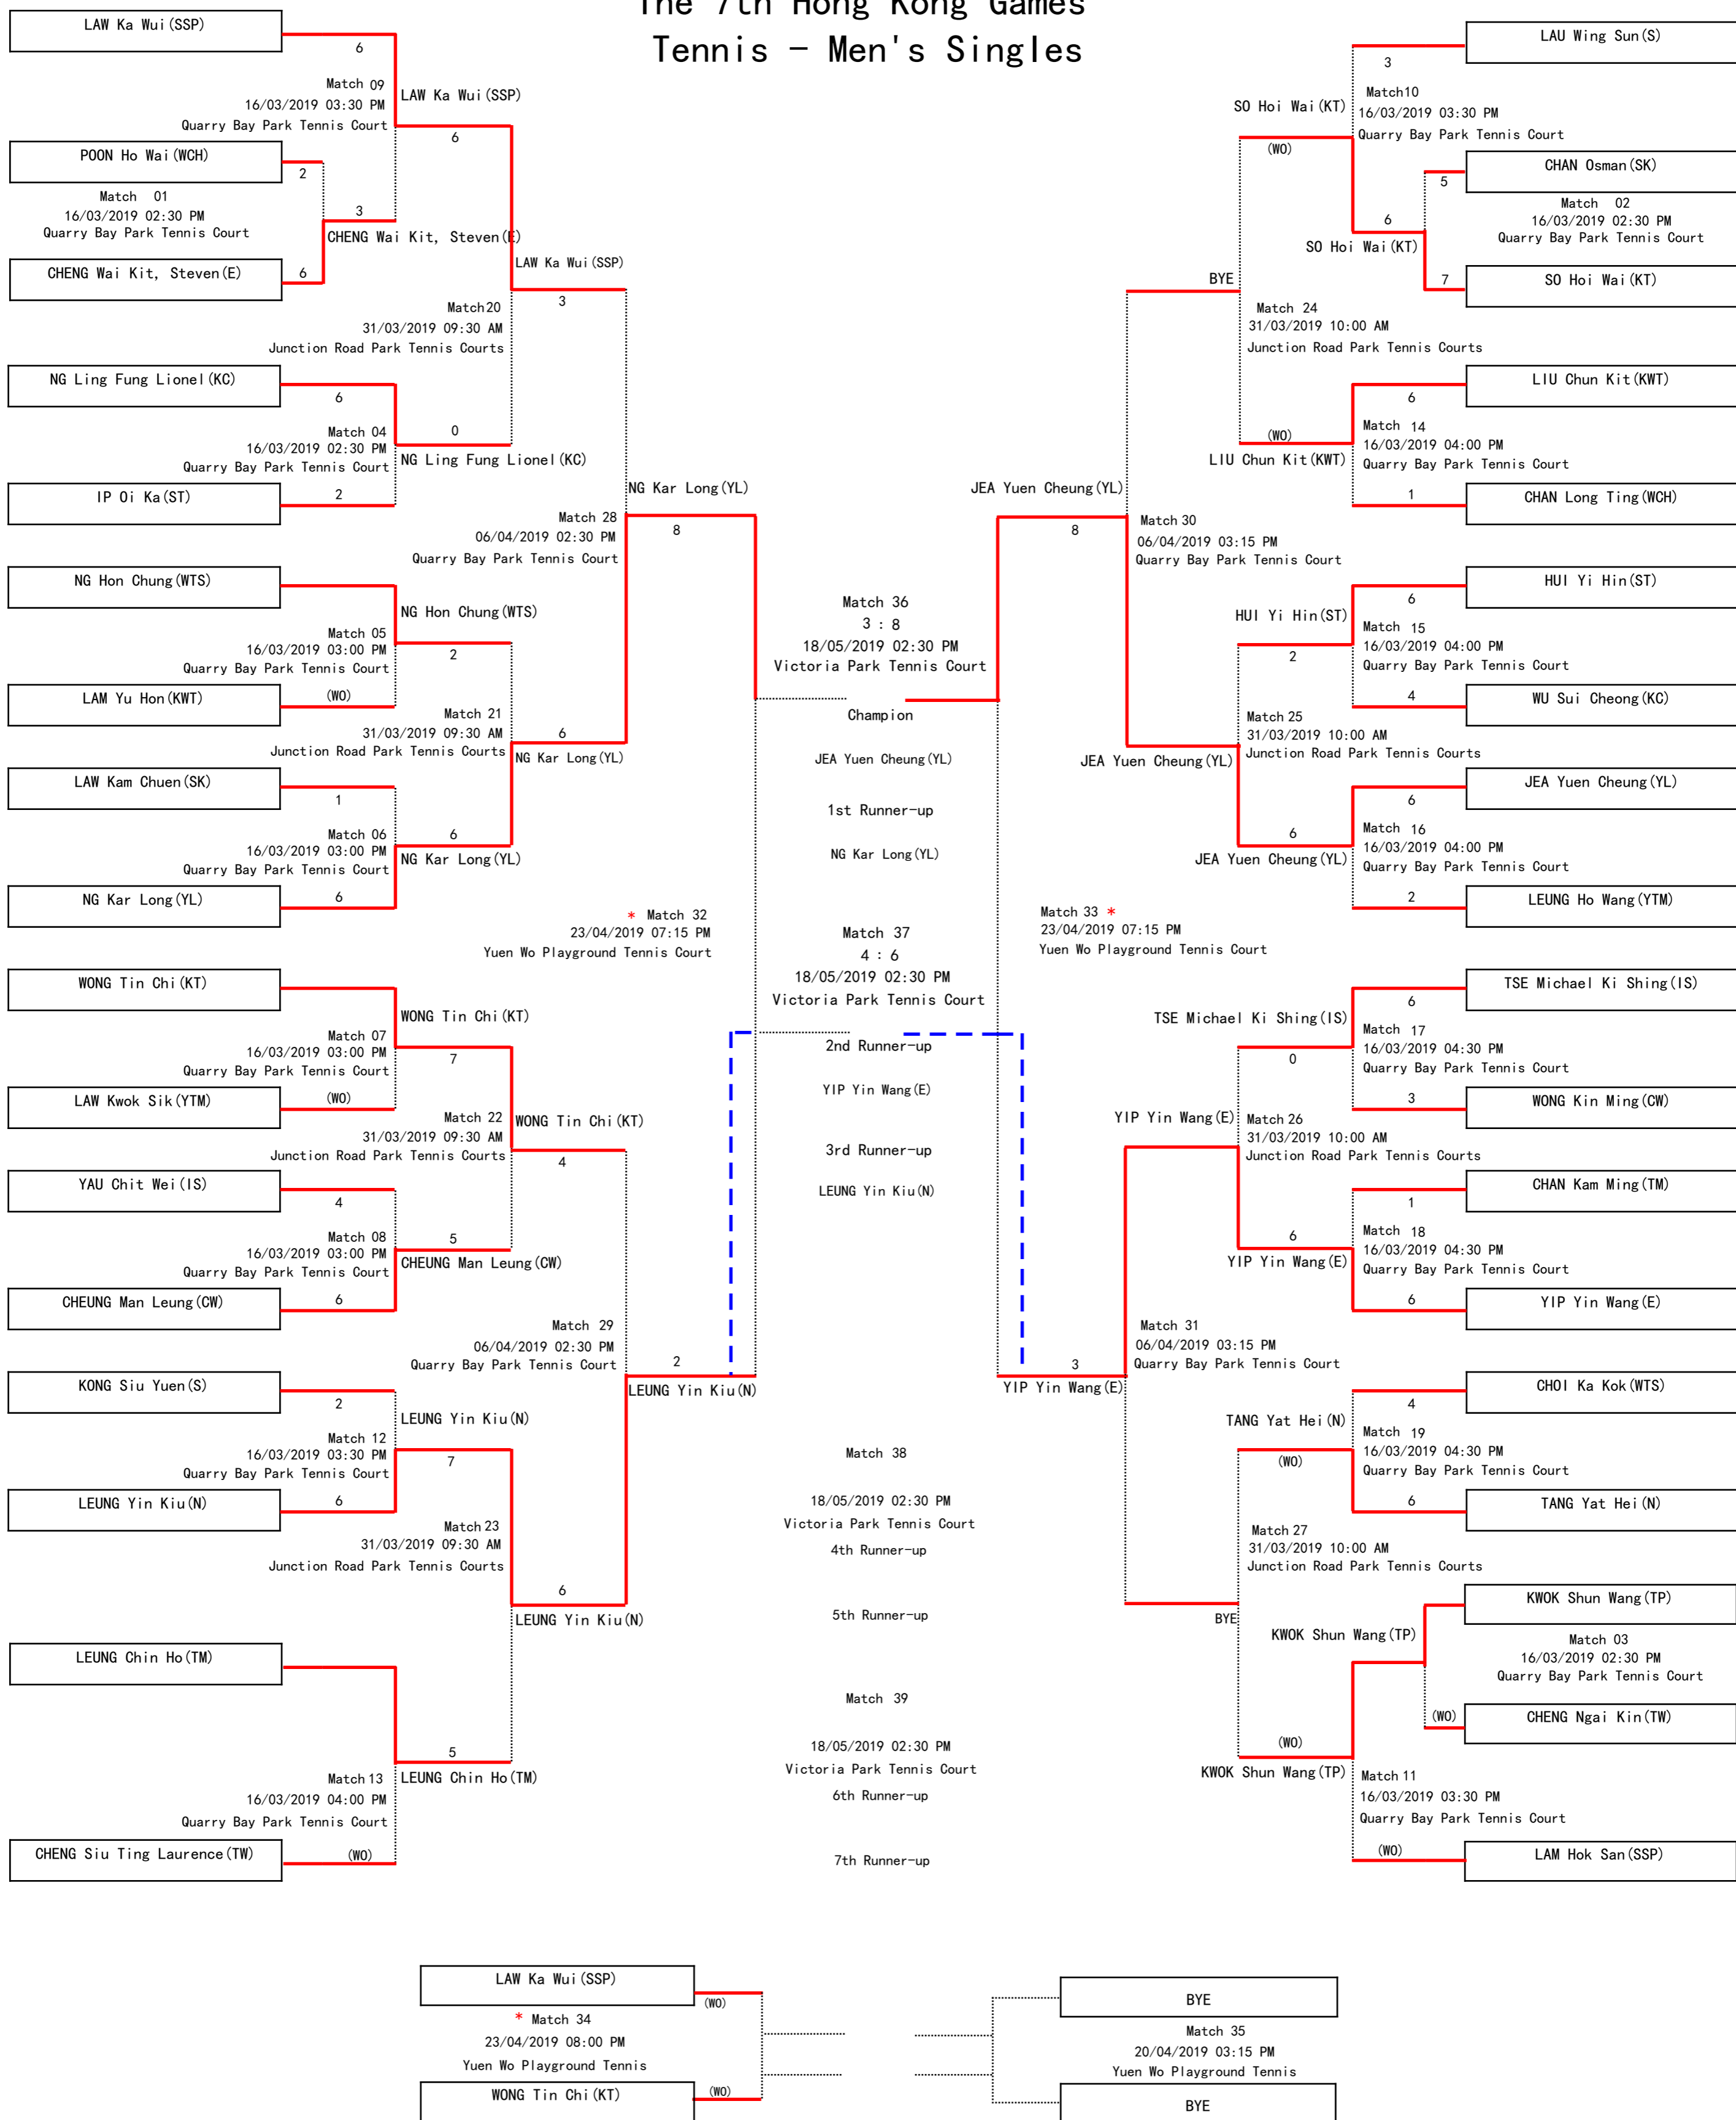 The 7th Hong Kong Games
Tennis - Men's Singles
LAW Ka Wui(SSP)
6
Match 09
16/03/2019 03:30 PM
Quarry Bay Park Tennis Court
LAW Ka Wui(SSP)
6
POON Ho Wai(WCH)
2
Match 01
16/03/2019 02:30 PM
Quarry Bay Park Tennis Court
3
CHENG Wai Kit, Steven(E)
CHENG Wai Kit, Steven(E)
6
LAW Ka Wui(SSP)
3
Match 20
31/03/2019 09:30 AM
Junction Road Park Tennis Courts
NG Ling Fung Lionel(KC)
6
Match 04
16/03/2019 02:30 PM
Quarry Bay Park Tennis Court
0
NG Ling Fung Lionel(KC)
IP Oi Ka(ST)
2
NG Kar Long(YL)
8
Match 28
06/04/2019 02:30 PM
Quarry Bay Park Tennis Court
NG Hon Chung(WTS)
NG Hon Chung(WTS)
2
Match 05
16/03/2019 03:00 PM
Quarry Bay Park Tennis Court
LAM Yu Hon(KWT)
(WO)
Match 21
31/03/2019 09:30 AM
Junction Road Park Tennis Courts
6
NG Kar Long(YL)
LAW Kam Chuen(SK)
1
Match 06
16/03/2019 03:00 PM
Quarry Bay Park Tennis Court
6
NG Kar Long(YL)
NG Kar Long(YL)
6
* Match 32
23/04/2019 07:15 PM
Yuen Wo Playground Tennis Court
WONG Tin Chi(KT)
WONG Tin Chi(KT)
7
Match 07
16/03/2019 03:00 PM
Quarry Bay Park Tennis Court
LAW Kwok Sik(YTM)
(WO)
Match 22
31/03/2019 09:30 AM
Junction Road Park Tennis Courts
WONG Tin Chi(KT)
4
YAU Chit Wei(IS)
4
Match 08
16/03/2019 03:00 PM
Quarry Bay Park Tennis Court
5
CHEUNG Man Leung(CW)
CHEUNG Man Leung(CW)
6
Match 29
06/04/2019 02:30 PM
Quarry Bay Park Tennis Court
2
LEUNG Yin Kiu(N)
KONG Siu Yuen(S)
2
LEUNG Yin Kiu(N)
7
Match 12
16/03/2019 03:30 PM
Quarry Bay Park Tennis Court
LEUNG Yin Kiu(N)
6
Match 23
31/03/2019 09:30 AM
Junction Road Park Tennis Courts
6
LEUNG Yin Kiu(N)
LEUNG Chin Ho(TM)
5
LEUNG Chin Ho(TM)
Match 13
16/03/2019 04:00 PM
Quarry Bay Park Tennis Court
CHENG Siu Ting Laurence(TW)
(WO)
Match 36
3 : 8
18/05/2019 02:30 PM
Victoria Park Tennis Court
Champion
JEA Yuen Cheung(YL)
1st Runner-up
NG Kar Long(YL)
Match 37
4 : 6
18/05/2019 02:30 PM
Victoria Park Tennis Court
2nd Runner-up
YIP Yin Wang(E)
3rd Runner-up
LEUNG Yin Kiu(N)
Match 38
18/05/2019 02:30 PM
Victoria Park Tennis Court
4th Runner-up
5th Runner-up
Match 39
18/05/2019 02:30 PM
Victoria Park Tennis Court
6th Runner-up
7th Runner-up
LAU Wing Sun(S)
3
SO Hoi Wai(KT)
(WO)
Match 10
16/03/2019 03:30 PM
Quarry Bay Park Tennis Court
CHAN Osman(SK)
5
Match 02
16/03/2019 02:30 PM
Quarry Bay Park Tennis Court
6
SO Hoi Wai(KT)
SO Hoi Wai(KT)
7
BYE
Match 24
31/03/2019 10:00 AM
Junction Road Park Tennis Courts
LIU Chun Kit(KWT)
6
Match 14
16/03/2019 04:00 PM
Quarry Bay Park Tennis Court
(WO)
LIU Chun Kit(KWT)
CHAN Long Ting(WCH)
1
JEA Yuen Cheung(YL)
8
Match 30
06/04/2019 03:15 PM
Quarry Bay Park Tennis Court
HUI Yi Hin(ST)
6
HUI Yi Hin(ST)
2
Match 15
16/03/2019 04:00 PM
Quarry Bay Park Tennis Court
WU Sui Cheong(KC)
4
Match 25
31/03/2019 10:00 AM
Junction Road Park Tennis Courts
JEA Yuen Cheung(YL)
JEA Yuen Cheung(YL)
6
Match 16
16/03/2019 04:00 PM
Quarry Bay Park Tennis Court
6
JEA Yuen Cheung(YL)
LEUNG Ho Wang(YTM)
2
Match 33 *
23/04/2019 07:15 PM
Yuen Wo Playground Tennis Court
TSE Michael Ki Shing(IS)
6
TSE Michael Ki Shing(IS)
0
Match 17
16/03/2019 04:30 PM
Quarry Bay Park Tennis Court
WONG Kin Ming(CW)
3
YIP Yin Wang(E)
Match 26
31/03/2019 10:00 AM
Junction Road Park Tennis Courts
CHAN Kam Ming(TM)
1
Match 18
16/03/2019 04:30 PM
Quarry Bay Park Tennis Court
6
YIP Yin Wang(E)
YIP Yin Wang(E)
6
Match 31
06/04/2019 03:15 PM
Quarry Bay Park Tennis Court
3
YIP Yin Wang(E)
CHOI Ka Kok(WTS)
4
TANG Yat Hei(N)
(WO)
Match 19
16/03/2019 04:30 PM
Quarry Bay Park Tennis Court
TANG Yat Hei(N)
6
Match 27
31/03/2019 10:00 AM
Junction Road Park Tennis Courts
BYE
KWOK Shun Wang(TP)
KWOK Shun Wang(TP)
Match 03
16/03/2019 02:30 PM
Quarry Bay Park Tennis Court
CHENG Ngai Kin(TW)
(WO)
(WO)
KWOK Shun Wang(TP)
Match 11
16/03/2019 03:30 PM
Quarry Bay Park Tennis Court
LAM Hok San(SSP)
(WO)
LAW Ka Wui(SSP)
(WO)
* Match 34
23/04/2019 08:00 PM
Yuen Wo Playground Tennis
WONG Tin Chi(KT)
(WO)
BYE
Match 35
20/04/2019 03:15 PM
Yuen Wo Playground Tennis
BYE